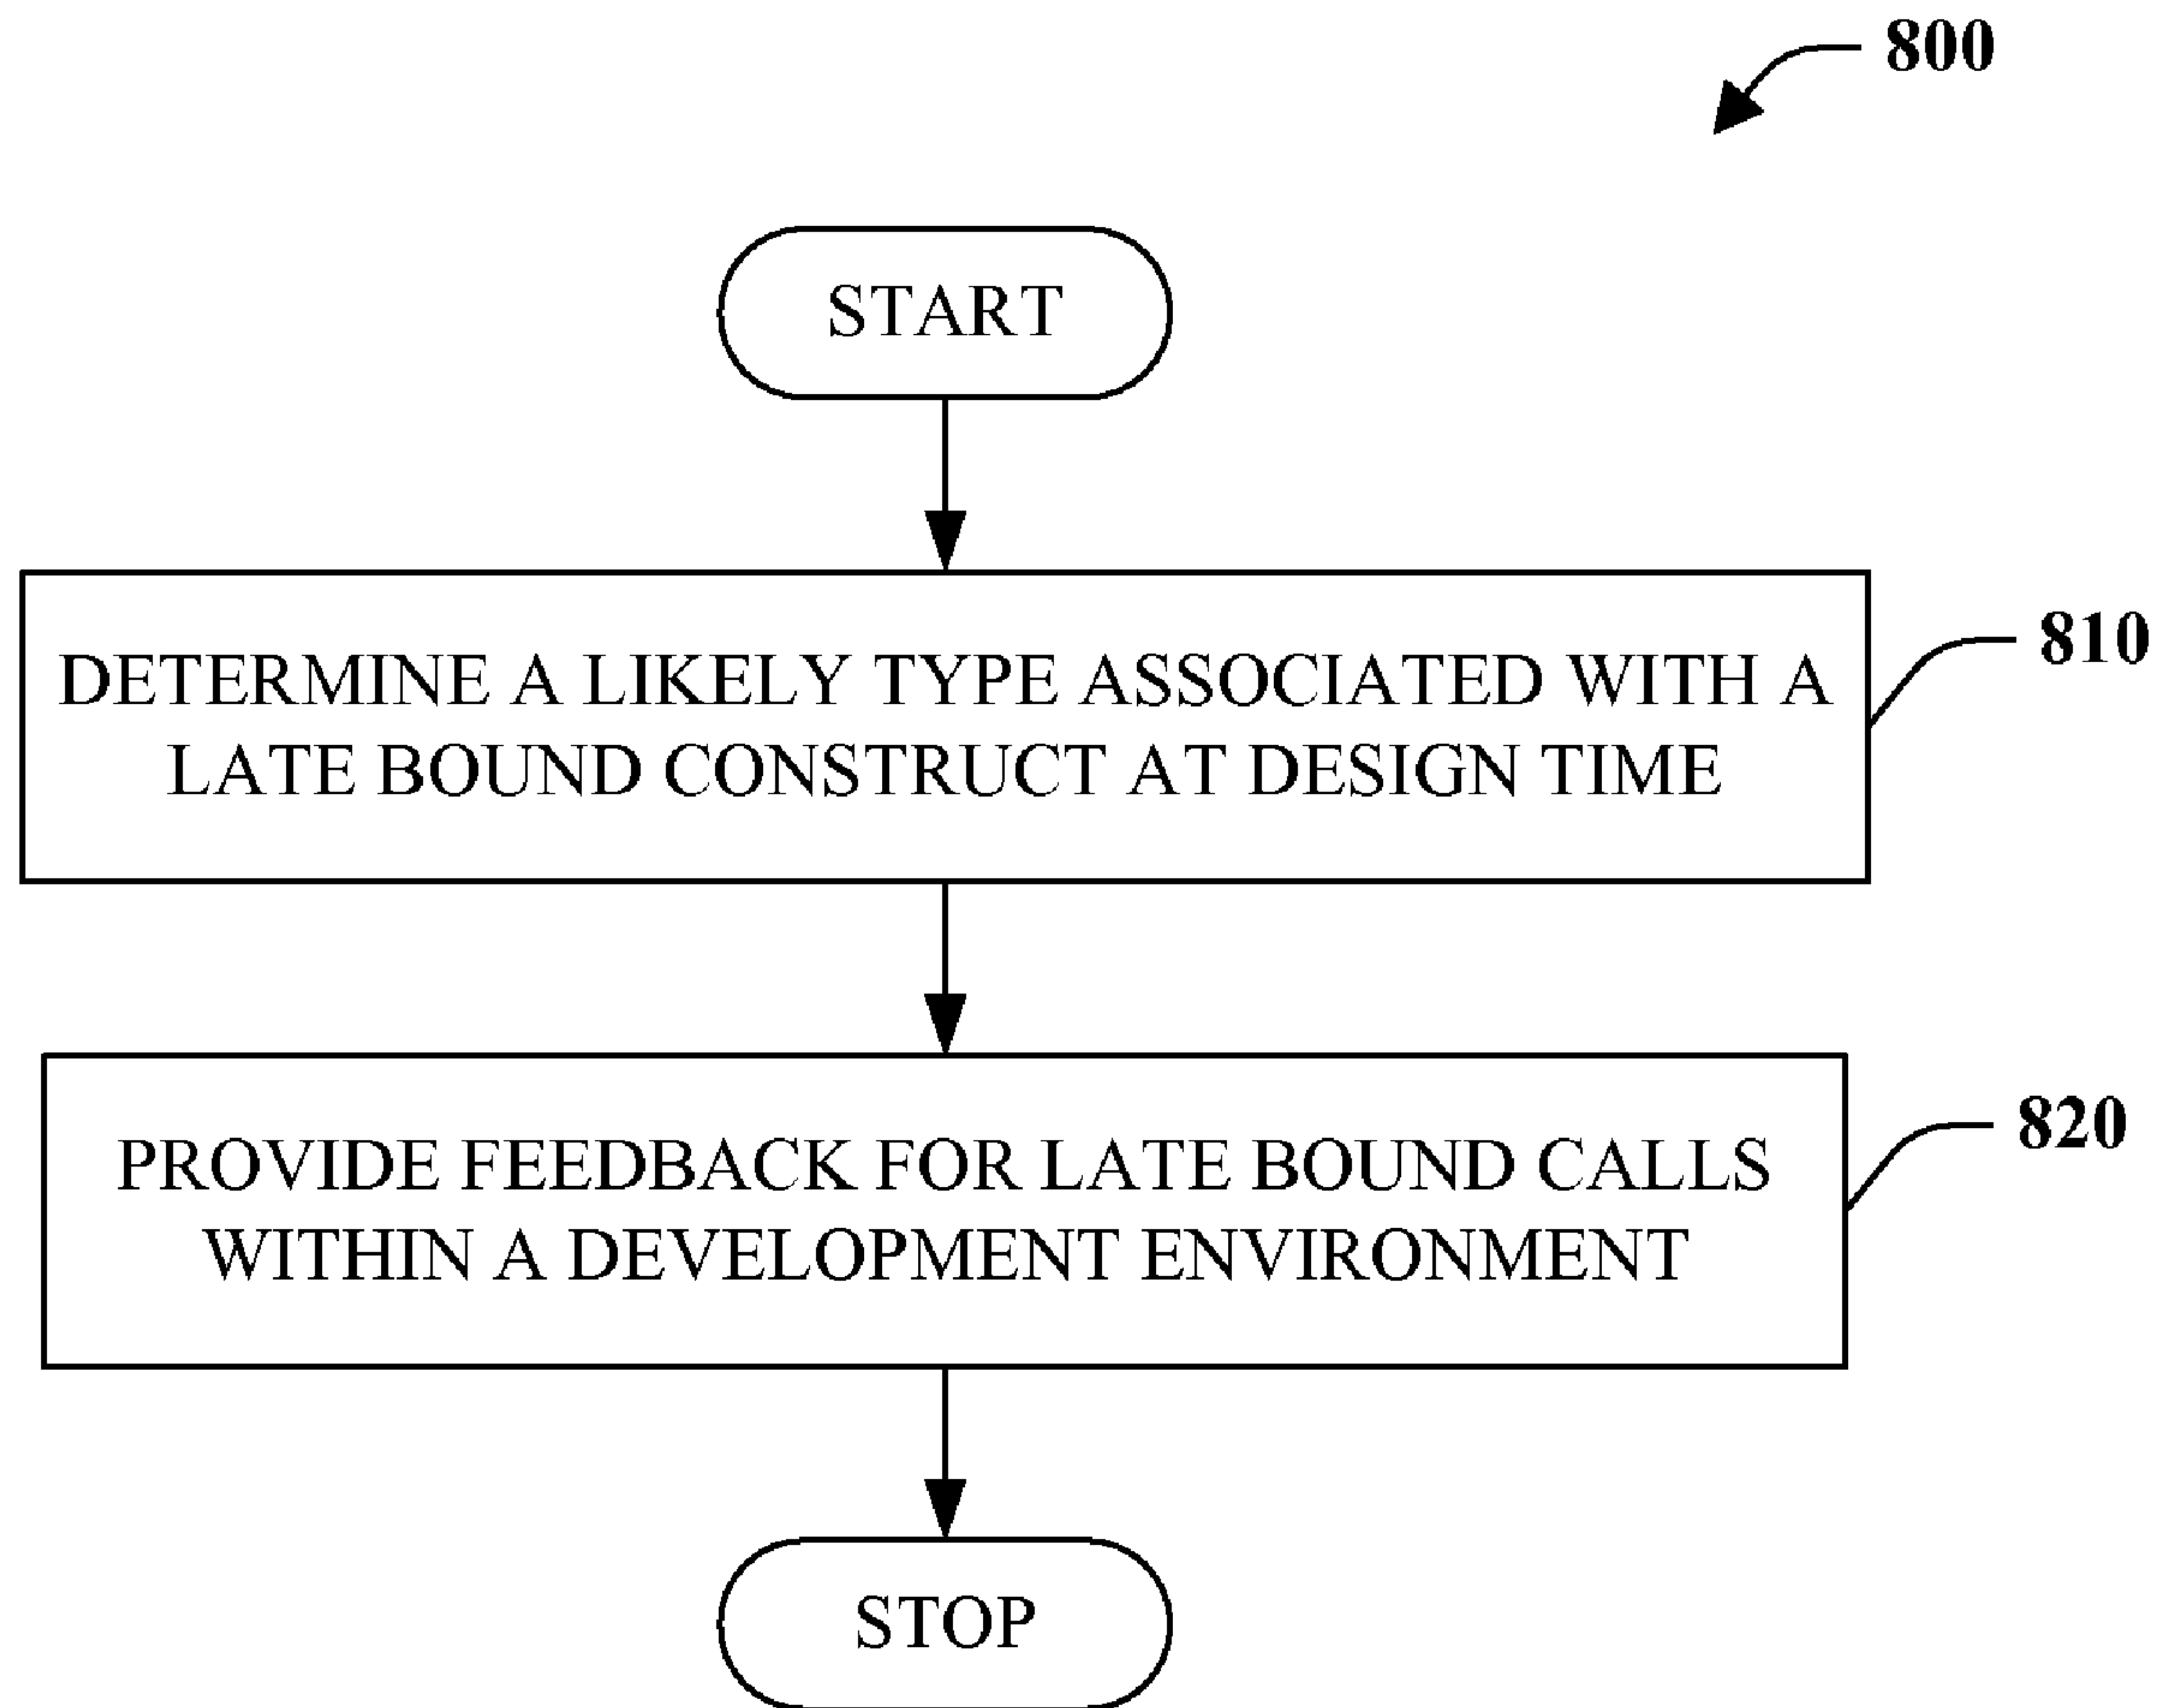 800
START
DETERMINE A LIKELY TYPE ASSOCIATED WITH A
LATE BOUND CONSTRUCT AT DESIGN TIME
810
PROVIDE FEEDBACK FOR LATE BOUND CALLS
WITHIN A DEVELOPMENT ENVIRONMENT
820
STOP